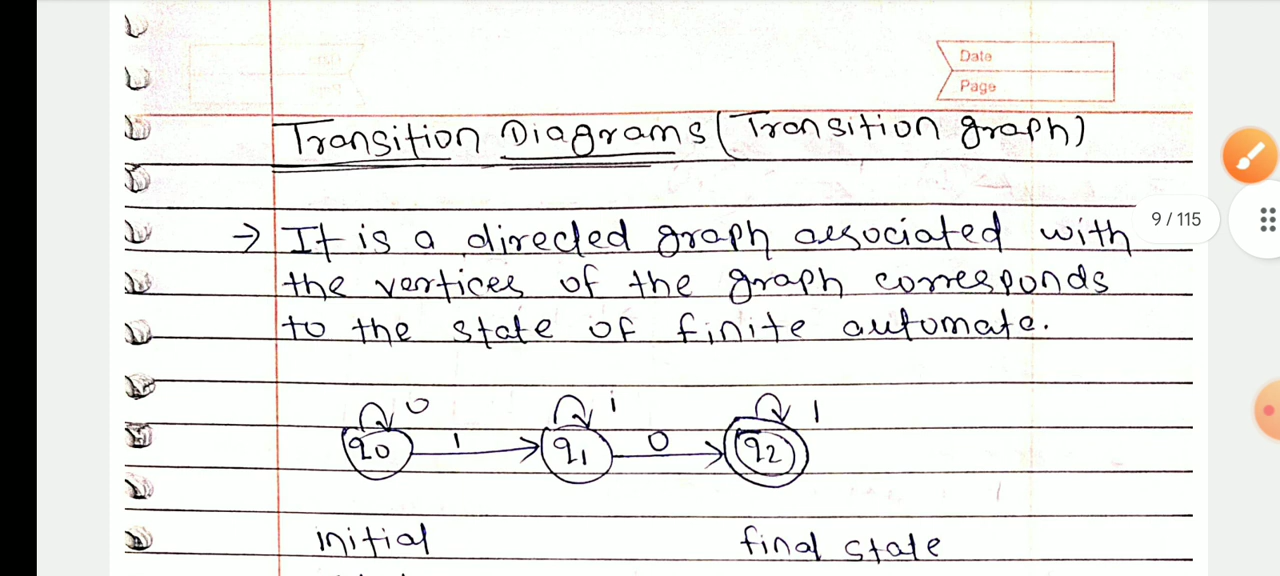 Date
Page
Transition Diagrams (Transition graph)
→ It is a directed graph associated with
9 / 115
the vertices of the graph corresponds
to the state of finite automate.
0 1 1
q0 1 q1 0 q2
initial final state